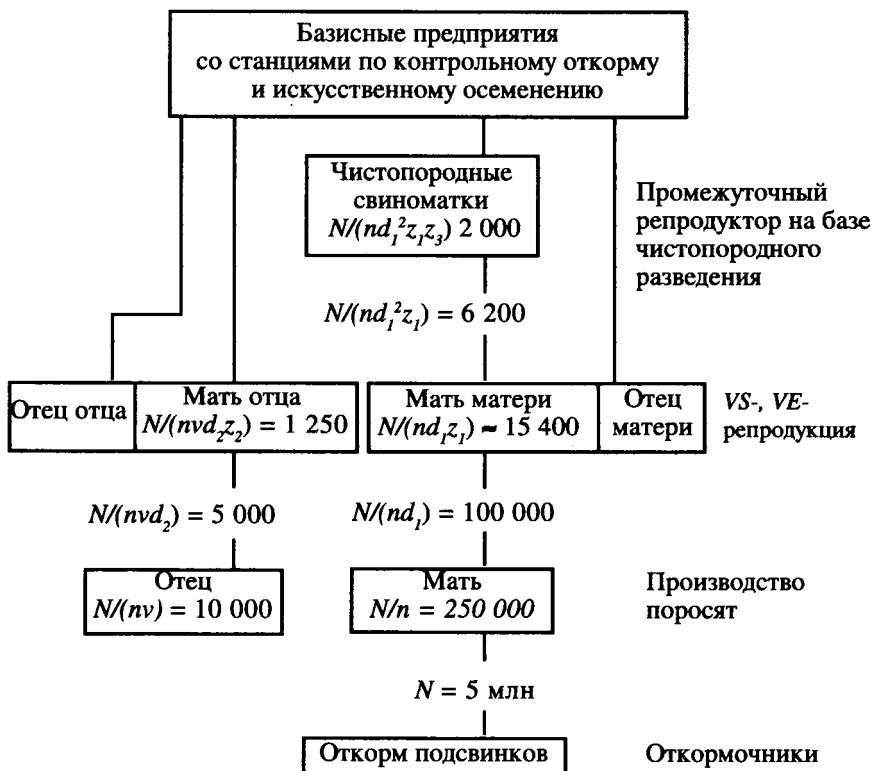 Базисные предприятия
со станциями по контрольному откорму
и искусственному осеменению
Чистопородные
свиноматки
N/(nd₁²z₁z₃) 2 000
Промежуточный
репродуктор на базе
чистопородного
разведения
N/(nd₁²z₁) = 6 200
Отец отца
Мать отца
N/(nvd₂z₂) = 1 250
Мать матери
N/(nd₁z₁) ≈ 15 400
Отец
матери
VS-, VE-
репродукция
N/(nvd₂) = 5 000
N/(nd₁) = 100 000
Отец
N/(nv) = 10 000
Мать
N/n = 250 000
Производство
поросят
N = 5 млн
Откорм подсвинков
Откормочники